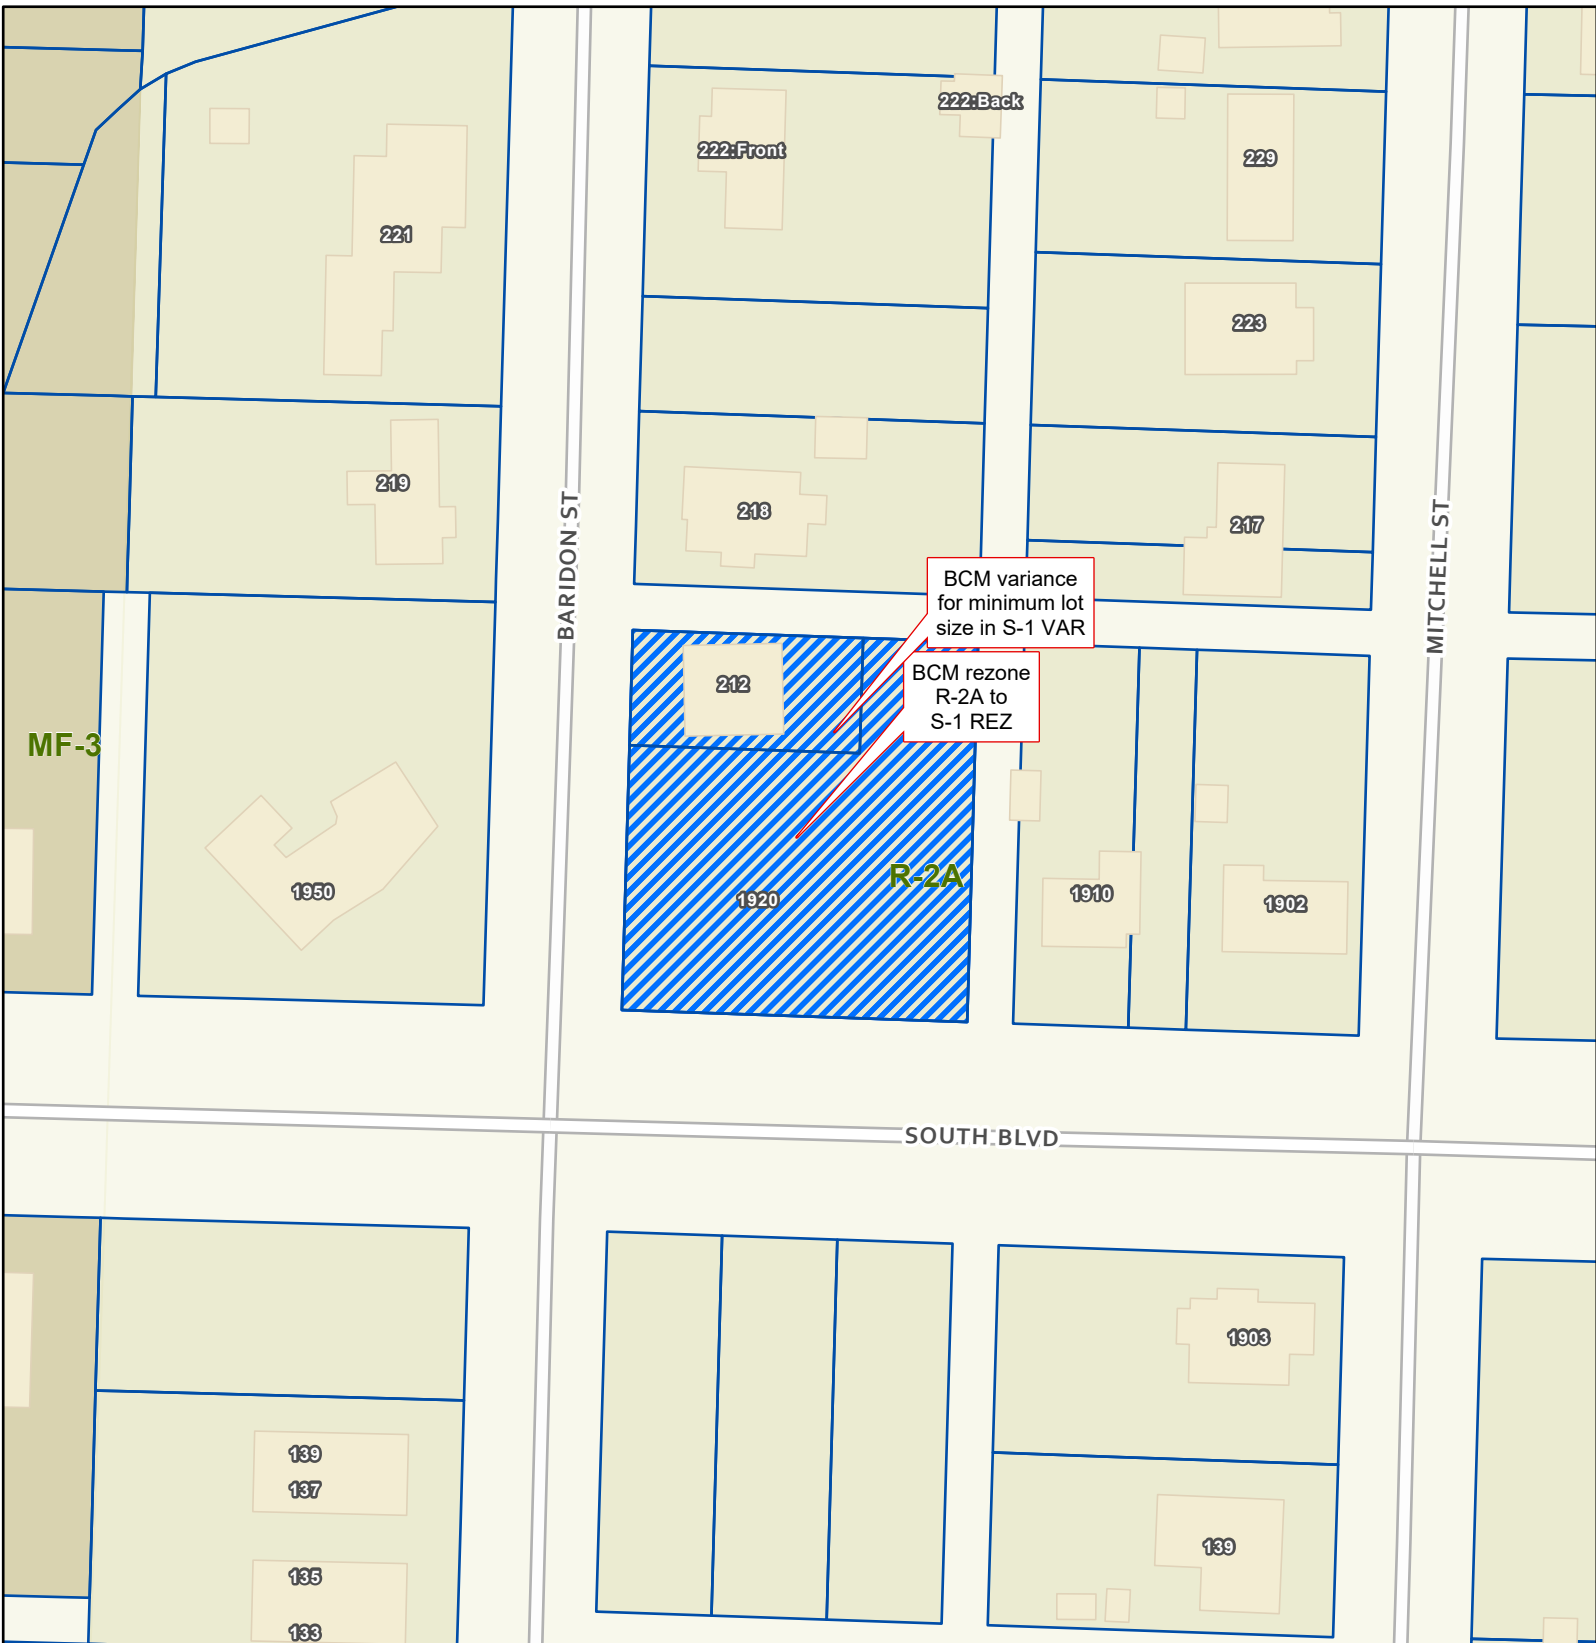 222:Back
222:Front
229
221
223
219
218
217
BARIDON ST
MITCHELL ST
BCM variance
for minimum lot
size in S-1 VAR
BCM rezone
R-2A to
S-1 REZ
212
MF-3
R-2A
1950
1920
1910
1902
SOUTH BLVD
1903
139
137
139
135
133